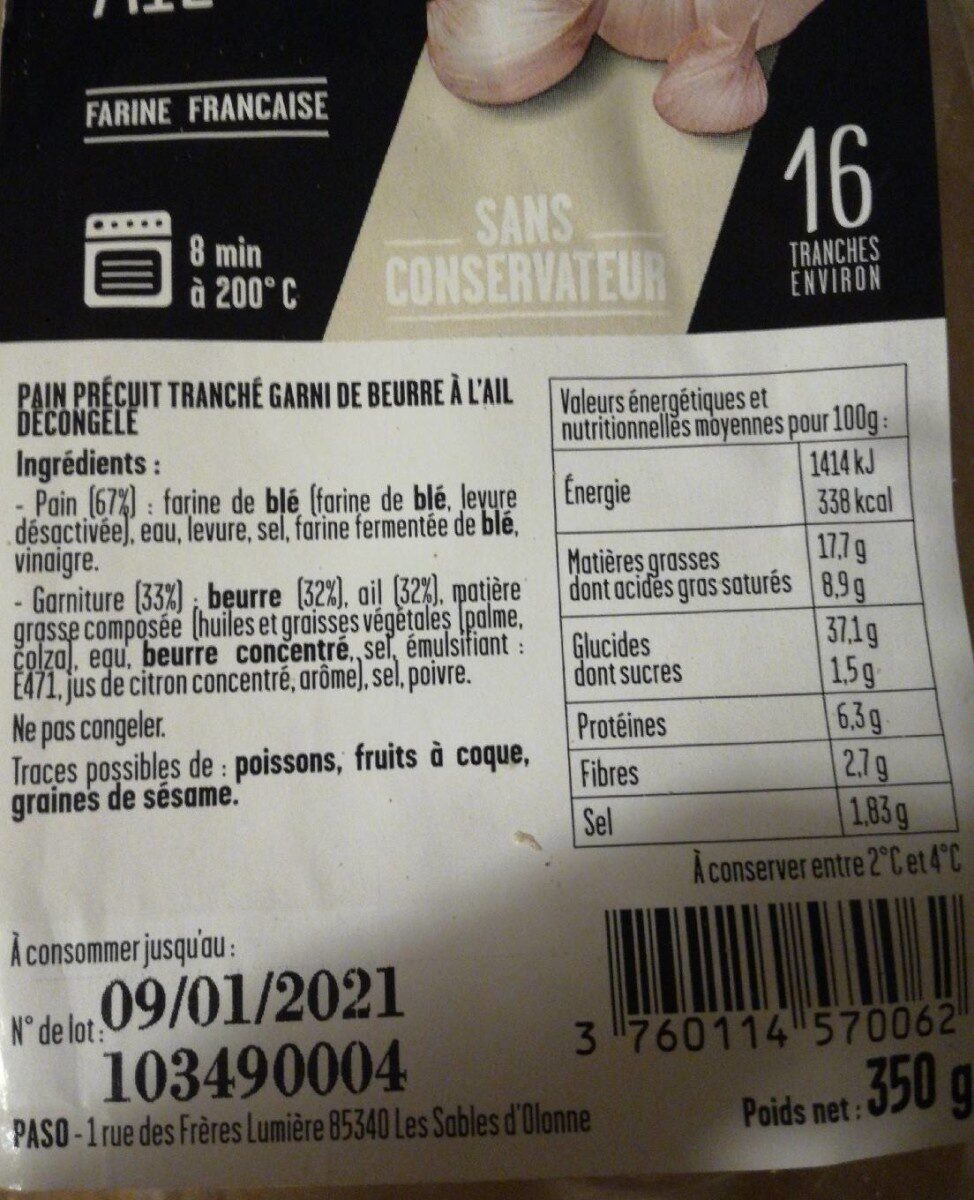 FARINE FRANCAISE
8 min
à 200°C
SANS
CONSERVATEUR
16
TRANCHES
ENVIRON
PAIN PRÉCUIT TRANCHÉ GARNI DE BEURRE À L'AIL
DÉCONGELÉ
Ingrédients :
- Pain (67%) : farine de blé (farine de blé, levure
désactivée), eau, levure, sel, farine fermentée de blé,
vinaigre.
- Garniture (33%) : beurre (32%), ail (32%), matière
grasse composée (huiles et graisses végétales (palme,
colza), eau, beurre concentré, sel, émulsifiant :
E471, jus de citron concentré, arôme), sel, poivre.
Ne pas congeler.
Traces possibles de : poissons, fruits à coque,
graines de sésame.
Valeurs énergétiques et
nutritionnelles moyennes pour 100g :
Énergie 1414 kJ
338 kcal
Matières grasses 17,7 g
dont acides gras saturés 8,9 g
Glucides 37,1 g
dont sucres 1,5 g
Protéines 6,3 g
Fibres 2,7 g
Sel 1,83 g
À conserver entre 2°C et 4°C
À consommer jusqu'au :
09/01/2021
N° de lot :
103490004
3 760114 570062
Poids net : 350 g
PASO - 1 rue des Frères Lumière 85340 Les Sables d'Olonne